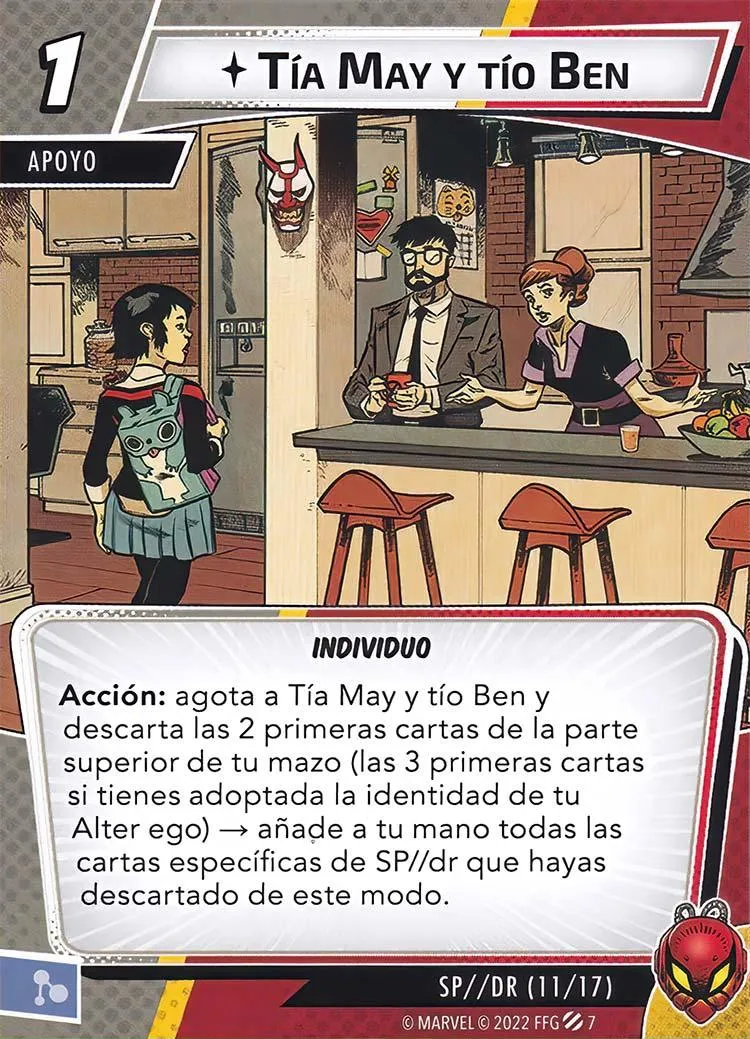 1
Tía May y tío Ben
APOYO
INDIVIDUO
Acción: agota a Tía May y tío Ben y
descarta las 2 primeras cartas de la parte
superior de tu mazo (las 3 primeras cartas
si tienes adoptada la identidad de tu
Alter ego) → añade a tu mano todas las
cartas específicas de SP//dr que hayas
descartado de este modo.
SP//DR (11/17)
© MARVEL © 2022 FFG 7